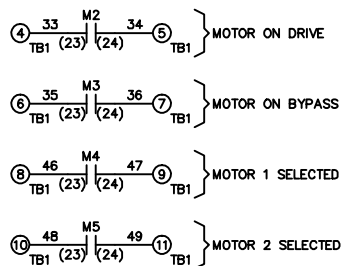 M2
4 33 34 5 MOTOR ON DRIVE
TB1 (23) (24) TB1
M3
6 35 36 7 MOTOR ON BYPASS
TB1 (23) (24) TB1
M4
8 46 47 9 MOTOR 1 SELECTED
TB1 (23) (24) TB1
M5
10 48 49 11 MOTOR 2 SELECTED
TB1 (23) (24) TB1